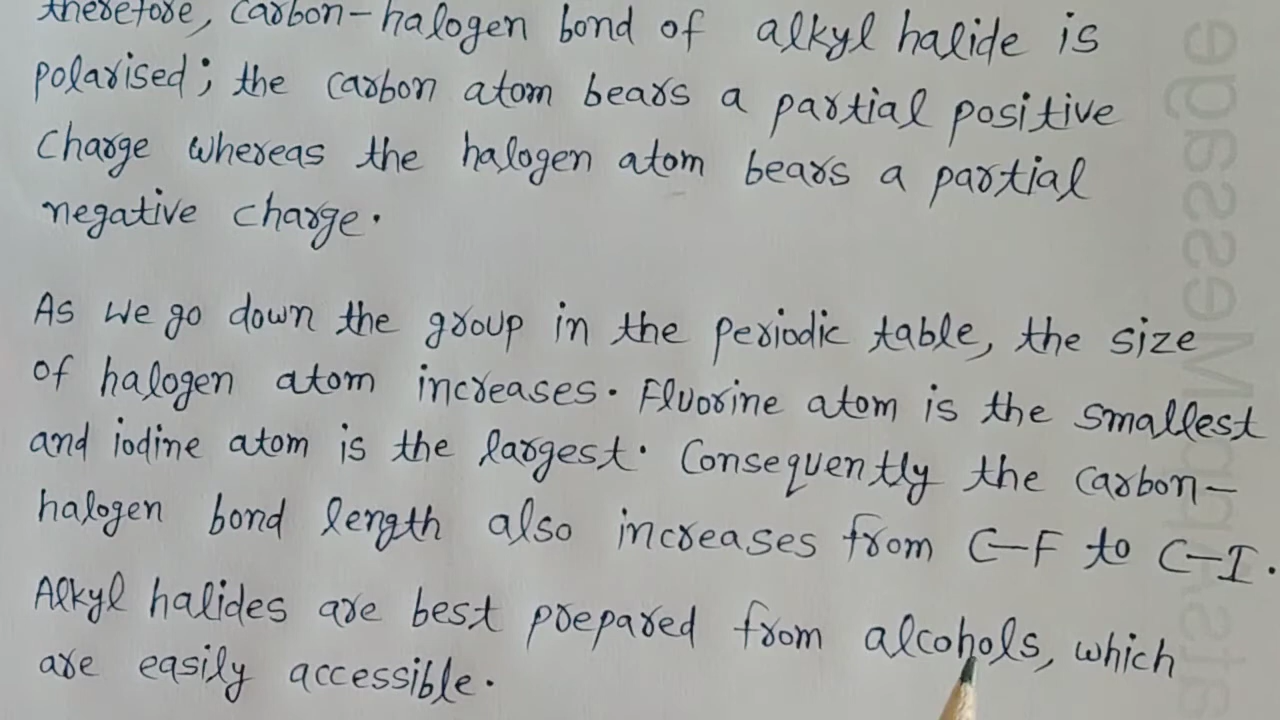 therefore, carbon-halogen bond of alkyl halide is
polarised; the carbon atom bears a partial positive
charge whereas the halogen atom bears a partial
negative charge.
As we go down the group in the periodic table, the size
of halogen atom increases. Fluorine atom is the smallest
and iodine atom is the largest. Consequently the carbon-
halogen bond length also increases from C-F to C-I.
Alkyl halides are best prepared from alcohols, which
are easily accessible.